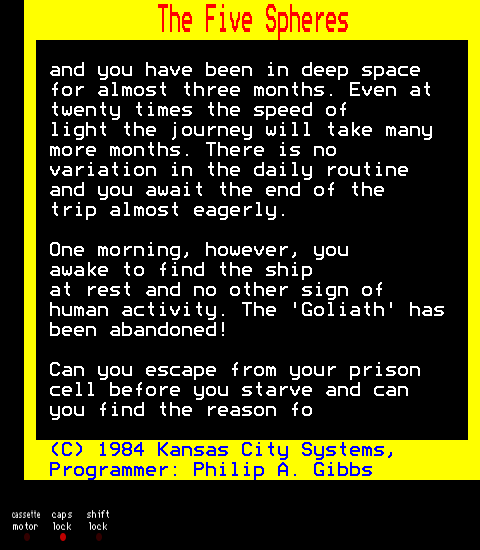 The Five Spheres
and you have been in deep space
for almost three months. Even at
twenty times the speed of
light the journey will take many
more months. There is no
variation in the daily routine
and you await the end of the
trip almost eagerly.
One morning, however, you
awake to find the ship
at rest and no other sign of
human activity. The 'Goliath' has
been abandoned!
Can you escape from your prison
cell before you starve and can
you find the reason fo
(C) 1984 Kansas City Systems,
Programmer: Philip A. Gibbs
cassette caps shift
motor lock lock